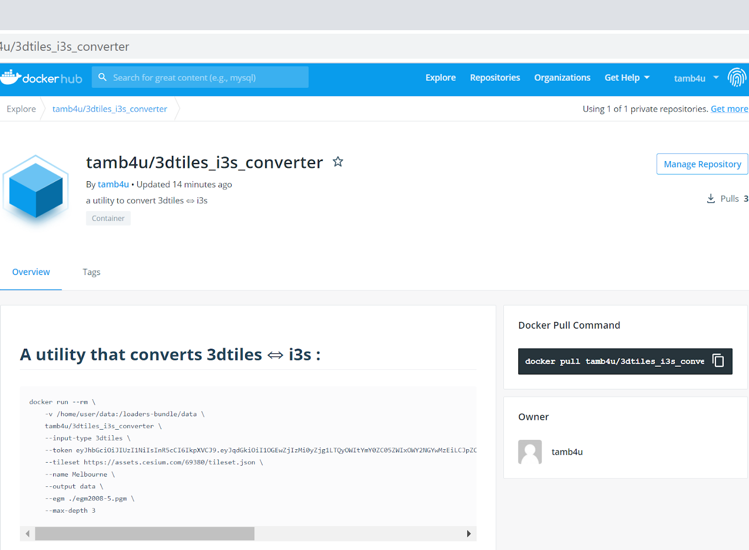 4u/3dtiles_i3s_converter
docker hub Search for great content (e.g., mysql) Explore Repositories Organizations Get Help tamb4u
Explore tamb4u/3dtiles_i3s_converter Using 1 of 1 private repositories. Get more
tamb4u/3dtiles_i3s_converter ☆
Manage Repository
By tamb4u • Updated 14 minutes ago
a utility to convert 3dtiles ⇔ i3s
Pulls 3
Container
Overview Tags
A utility that converts 3dtiles ⇔ i3s :
docker run --rm \
-v /home/user/data:/loaders-bundle/data \
tamb4u/3dtiles_i3s_converter \
--input-type 3dtiles \
--token
--tileset https://assets.cesium.com/69380/tileset.json \
--name Melbourne \
--output data \
--egm ./egm2008-5.pgm \
--max-depth 3
Docker Pull Command
docker pull tamb4u/3dtiles_i3s_conve
Owner
tamb4u